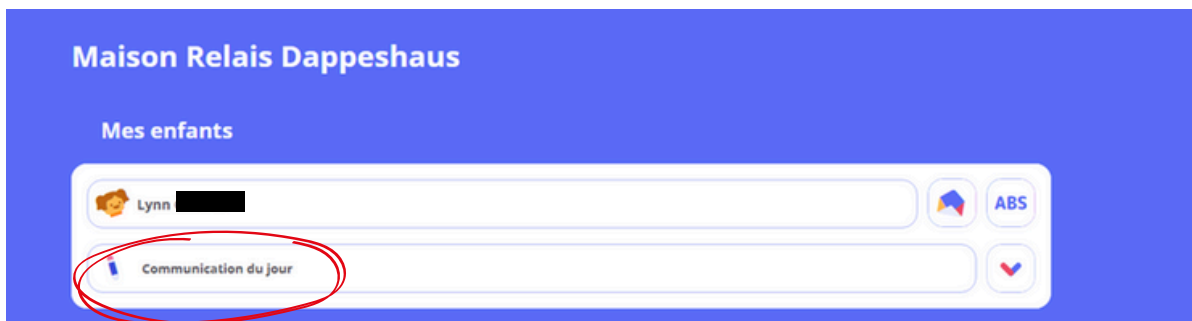 Maison Relais Dappeshaus
Mes enfants
Lynn
ABS
Communication du jour